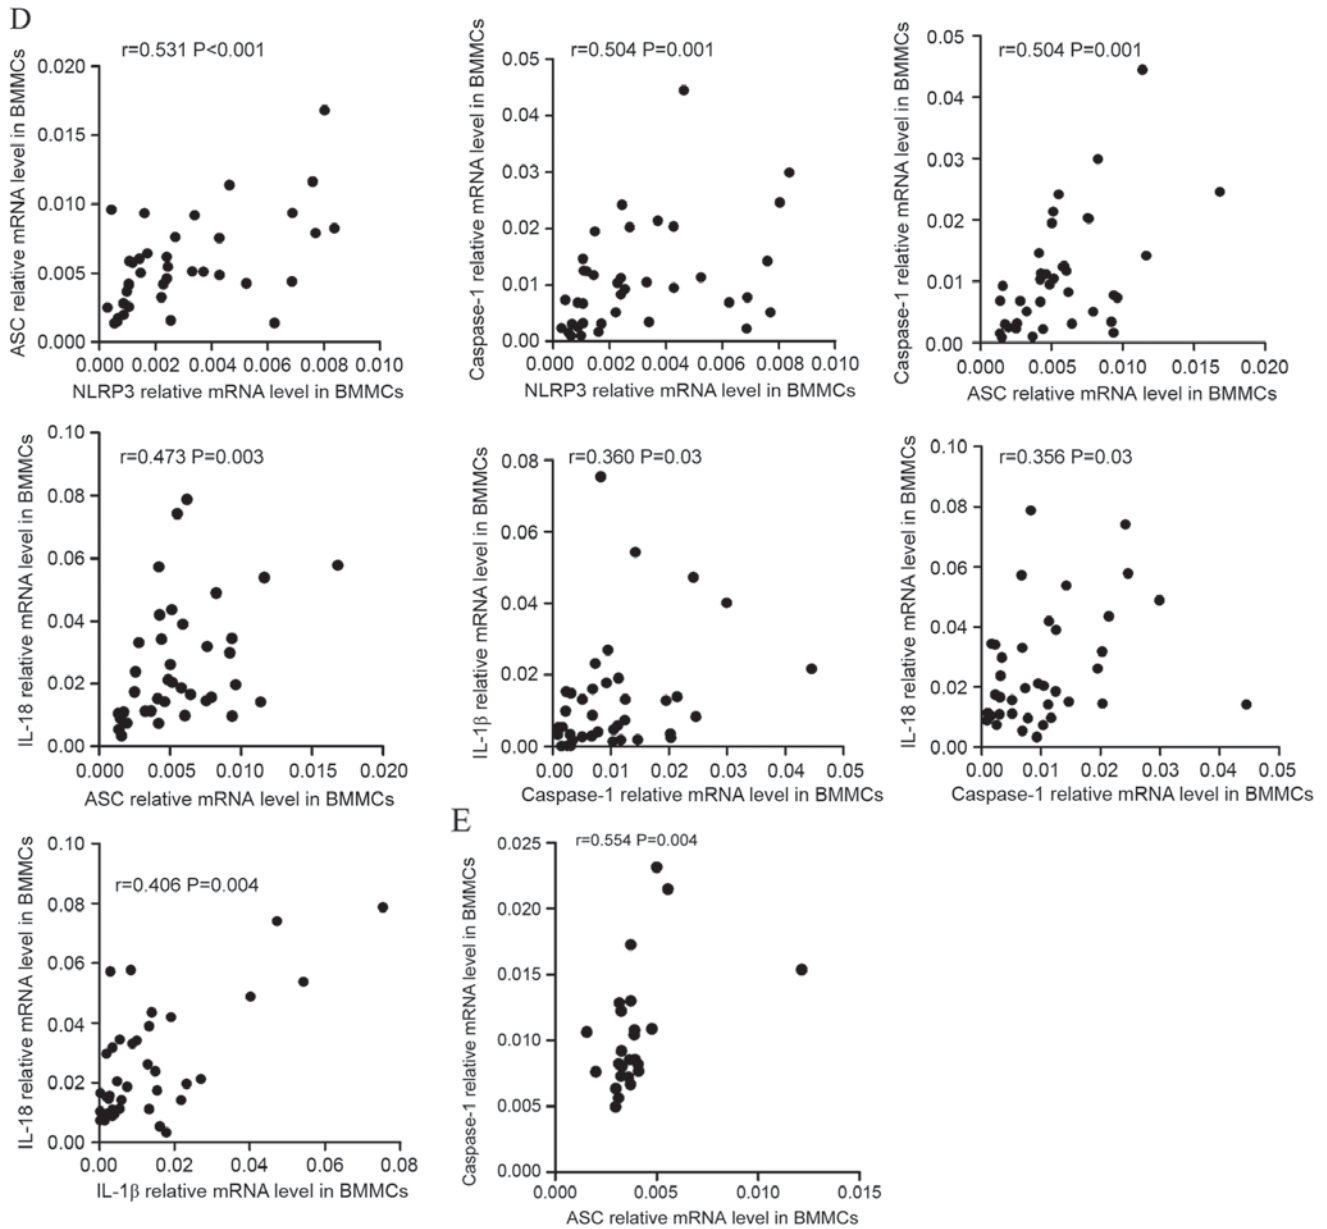 D
r=0.531 P<0.001
ASC relative mRNA level in BMMCs
0.020
0.015
0.010
0.005
0.000
0.000 0.002 0.004 0.006 0.008 0.010
NLRP3 relative mRNA level in BMMCs
r=0.504 P=0.001
Caspase-1 relative mRNA level in BMMCs
0.05
0.04
0.03
0.02
0.01
0.00
0.000 0.002 0.004 0.006 0.008 0.010
NLRP3 relative mRNA level in BMMCs
r=0.504 P=0.001
Caspase-1 relative mRNA level in BMMCs
0.05
0.04
0.03
0.02
0.01
0.00
0.000 0.005 0.010 0.015 0.020
ASC relative mRNA level in BMMCs
r=0.473 P=0.003
IL-18 relative mRNA level in BMMCs
0.10
0.08
0.06
0.04
0.02
0.00
0.000 0.005 0.010 0.015 0.020
ASC relative mRNA level in BMMCs
r=0.360 P=0.03
IL-1β relative mRNA level in BMMCs
0.08
0.06
0.04
0.02
0.00
0.00 0.01 0.02 0.03 0.04 0.05
Caspase-1 relative mRNA level in BMMCs
r=0.356 P=0.03
IL-18 relative mRNA level in BMMCs
0.10
0.08
0.06
0.04
0.02
0.00
0.00 0.01 0.02 0.03 0.04 0.05
Caspase-1 relative mRNA level in BMMCs
r=0.406 P=0.004
IL-18 relative mRNA level in BMMCs
0.10
0.08
0.06
0.04
0.02
0.00
0.00 0.02 0.04 0.06 0.08
IL-1β relative mRNA level in BMMCs
E
r=0.554 P=0.004
Caspase-1 relative mRNA level in BMMCs
0.025
0.020
0.015
0.010
0.005
0.000
0.000 0.005 0.010 0.015
ASC relative mRNA level in BMMCs